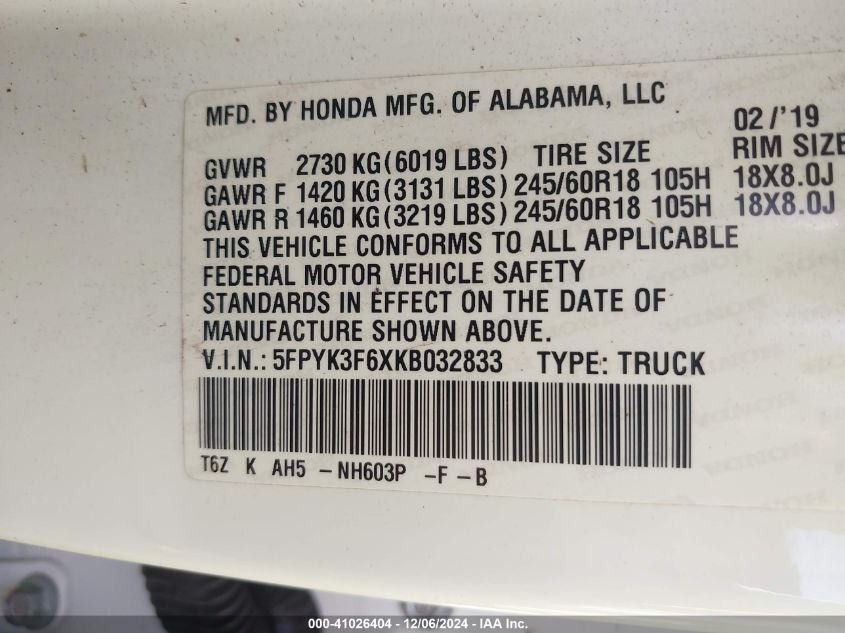 MFD. BY HONDA MFG. OF ALABAMA, LLC
02/'19
GVWR 2730 KG(6019 LBS) TIRE SIZE RIM SIZE
GAWR F 1420 KG(3131 LBS) 245/60R18 105H 18X8.0J
GAWR R 1460 KG(3219 LBS) 245/60R18 105H 18X8.0J
THIS VEHICLE CONFORMS TO ALL APPLICABLE
FEDERAL MOTOR VEHICLE SAFETY
STANDARDS IN EFFECT ON THE DATE OF
MANUFACTURE SHOWN ABOVE.
V.I.N.: 5FPYK3F6XKB032833 TYPE: TRUCK
T6Z K AH5 -NH603P -F -B
000-41026404 - 12/06/2024 - IAA Inc.